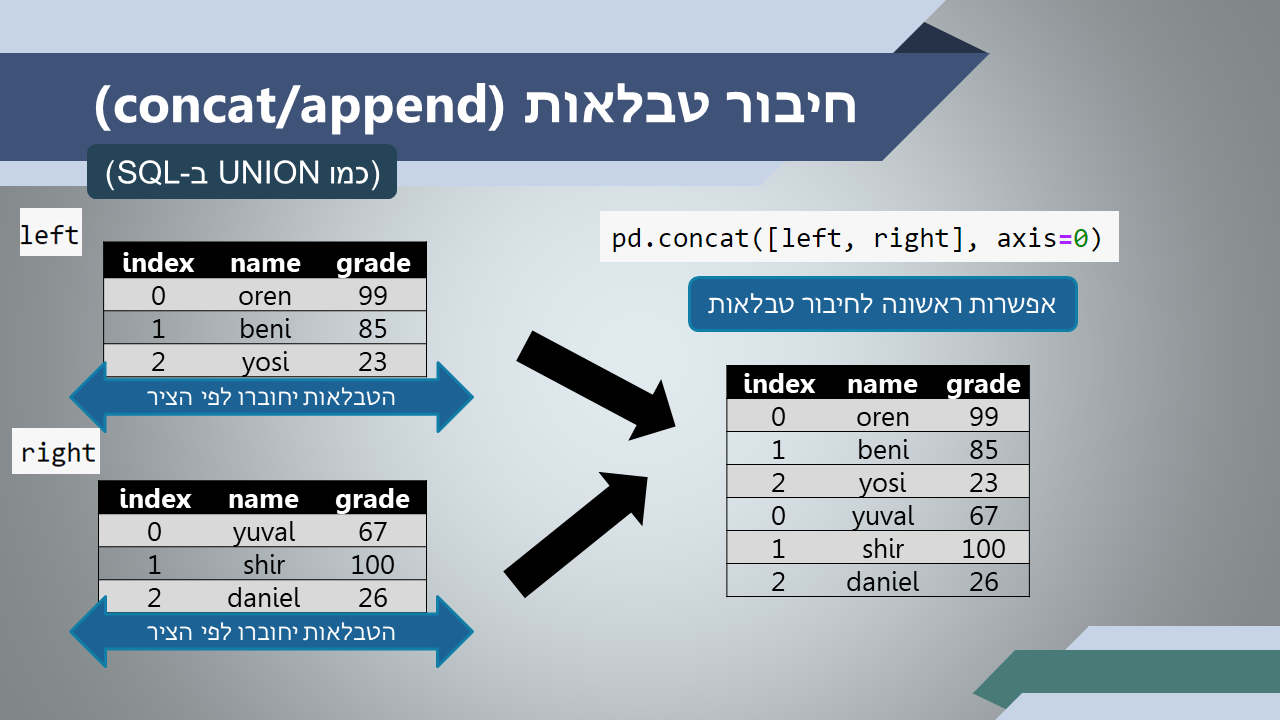 חיבור טבלאות (concat/append)
(כמו UNION ב-SQL)
left
index name grade
0 oren 99
1 beni 85
2 yosi 23
הטבלאות יחוברו לפי הציר
right
index name grade
0 yuval 67
1 shir 100
2 daniel 26
הטבלאות יחוברו לפי הציר
pd.concat([left, right], axis=0)
אפשרות ראשונה לחיבור טבלאות
index name grade
0 oren 99
1 beni 85
2 yosi 23
0 yuval 67
1 shir 100
2 daniel 26